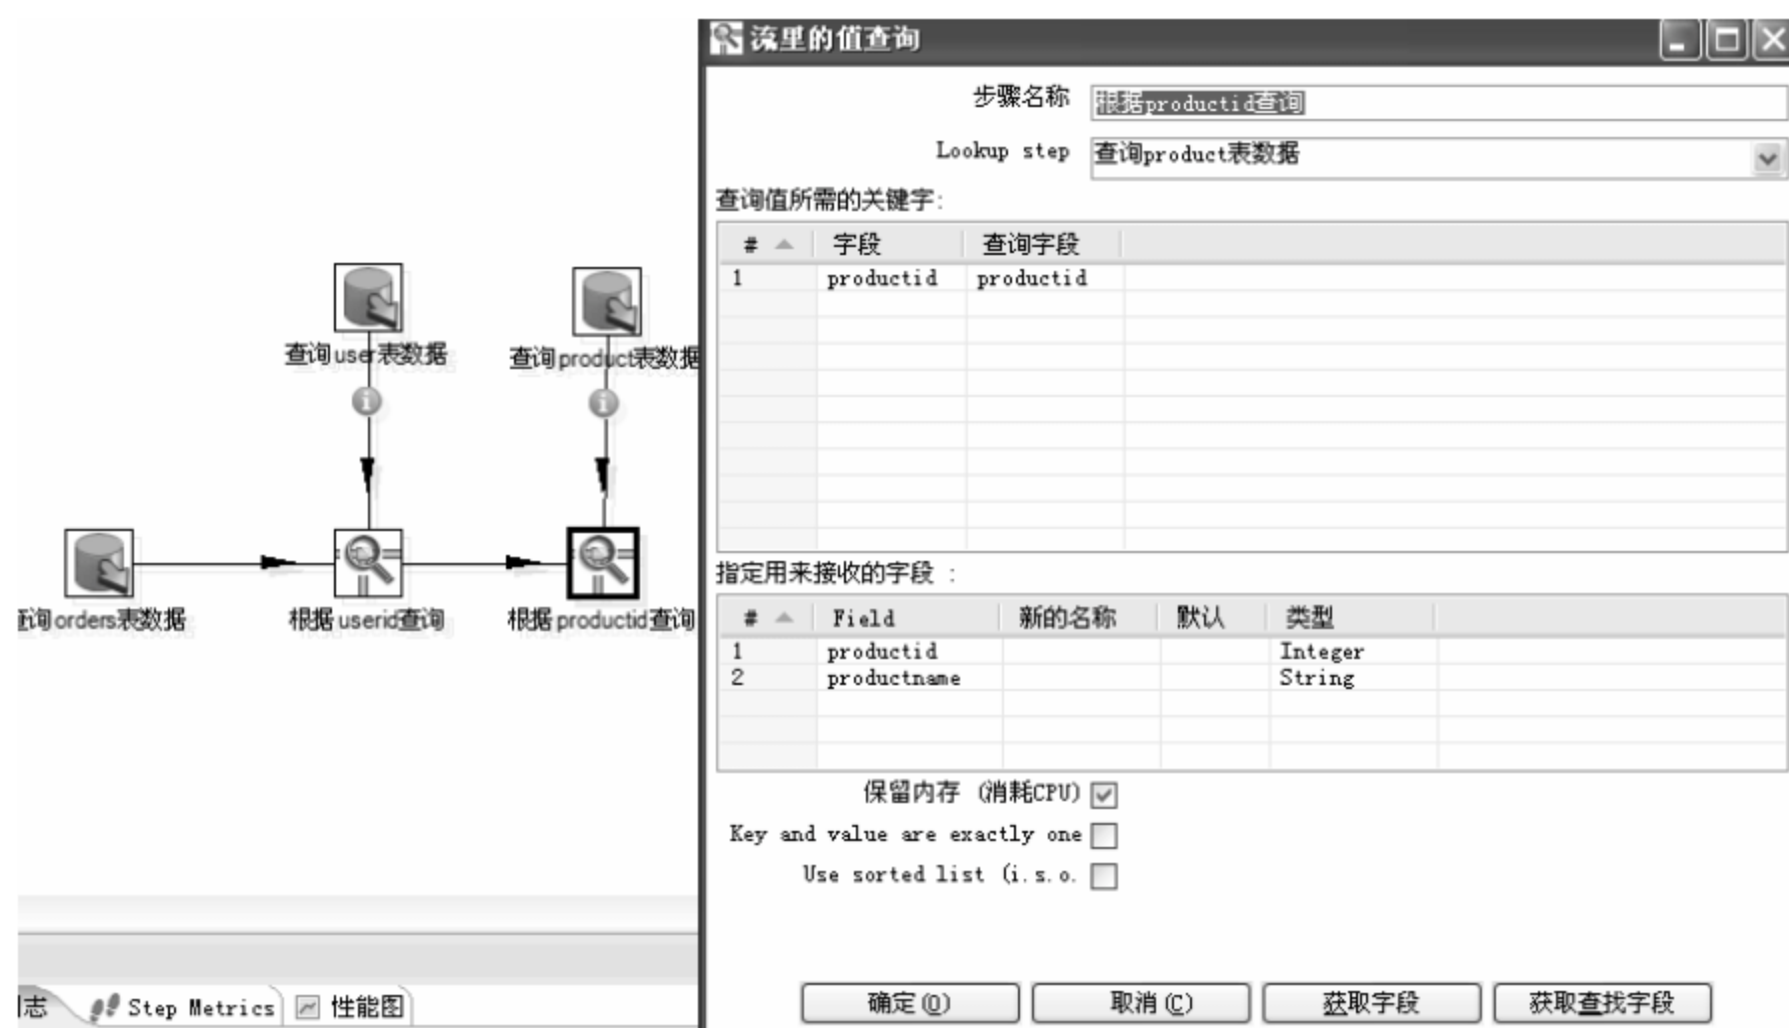 流里的值查询
步骤名称 根据productid查询
Lookup step 查询product表数据
查询值所需的关键字:
# 字段 查询字段
1 productid productid
指定用来接收的字段 :
# Field 新的名称 默认 类型
1 productid Integer
2 productname String
保留内存 (消耗CPU)
Key and value are exactly one
Use sorted list (i.s.o.
确定(O) 取消(C) 获取字段 获取查找字段
查询user表数据
查询product表数据
查询orders表数据
根据userid查询
根据productid查询
志 Step Metrics 性能图